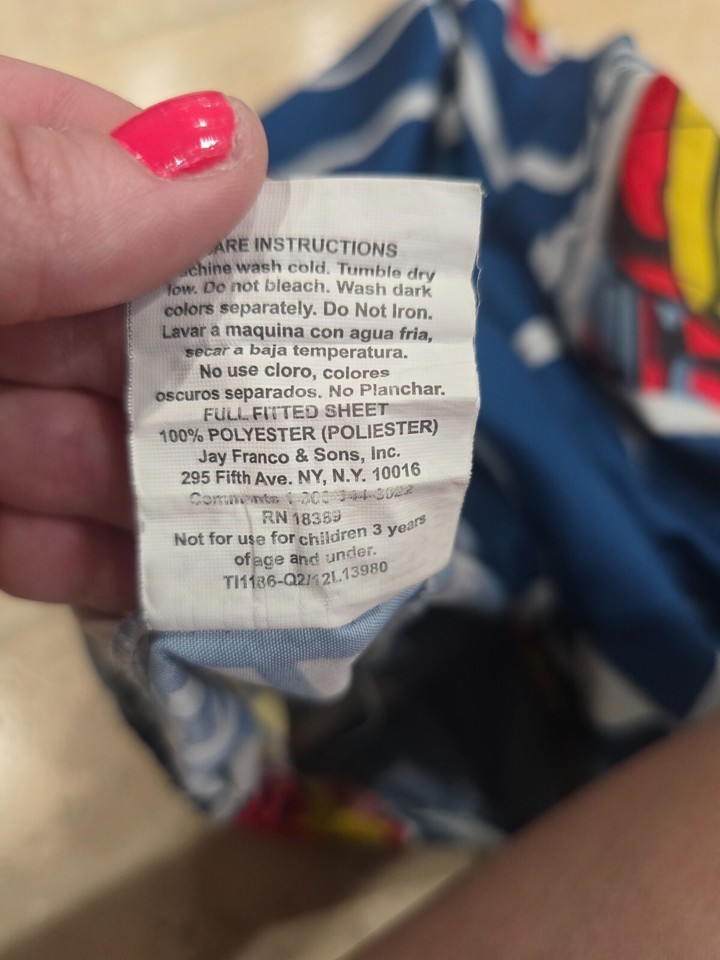 ARE INSTRUCTIONS
chine wash cold. Tumble dry
low. Do not bleach. Wash dark
colors separately. Do Not Iron.
Lavar a maquina con agua fria,
secar a baja temperatura.
No use cloro, colores
oscuros separados. No Planchar.
FULL FITTED SHEET
100% POLYESTER (POLIESTER)
Jay Franco & Sons, Inc.
295 Fifth Ave. NY, N.Y. 10016
Comments
RN 18389
Not for use for children 3 years
of age and under.
TI1186-Q2/12L13980